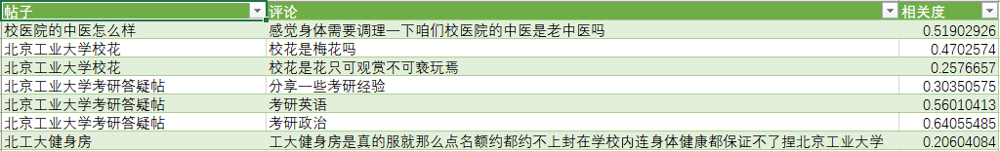 帖子 评论 相关度
校医院的中医怎么样 感觉身体需要调理一下咱们校医院的中医是老中医吗 0.51902926
北京工业大学校花 校花是梅花吗 0.4702574
北京工业大学校花 校花是花只可观赏不可亵玩焉 0.2576657
北京工业大学考研答疑帖 分享一些考研经验 0.30350575
北京工业大学考研答疑帖 考研英语 0.56010413
北京工业大学考研答疑帖 考研政治 0.64055485
北工大健身房 工大健身房是真的服就那么点名额约都约不上封在学校内连身体健康都保证不了捏北京工业大学 0.20604084